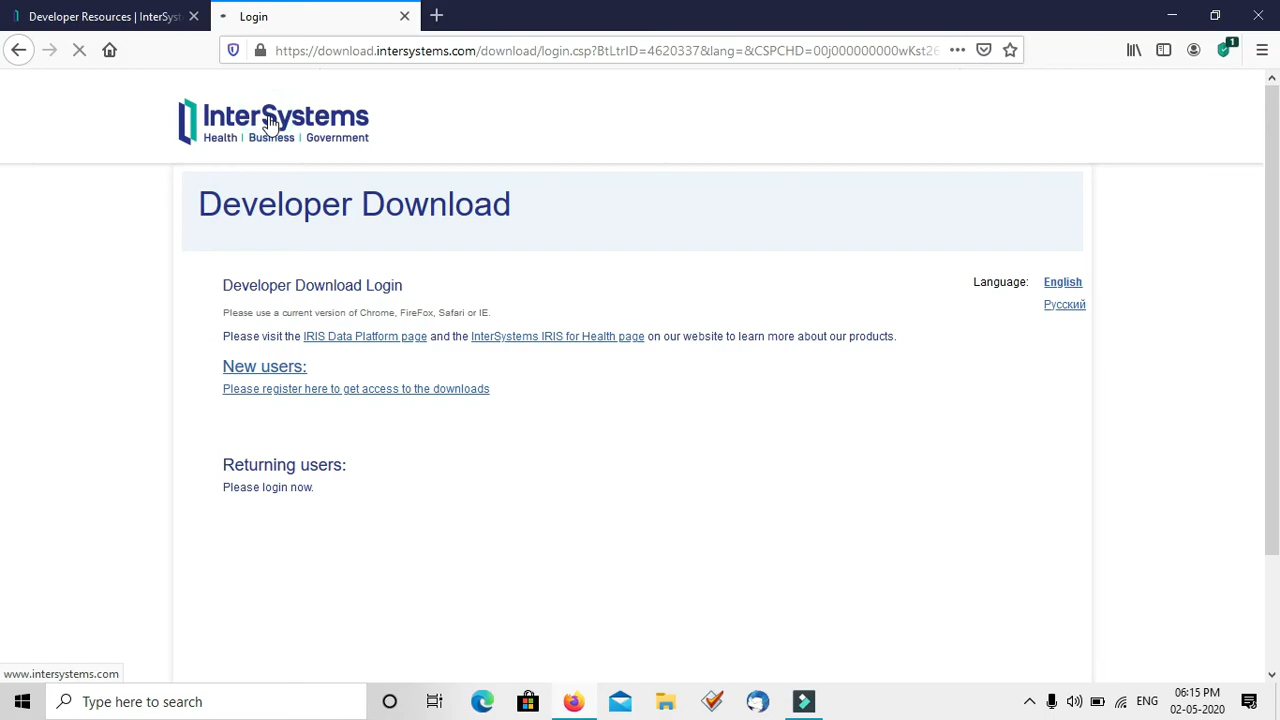 Developer Resources | InterSyst
Login
https://download.intersystems.com/download/login.csp?BtLtrID=4620337&lang=&CSPCHD=00j000000000wKst26
1
InterSystems
Health | Business | Government
Developer Download
Developer Download Login
Language: English
Русский
Please use a current version of Chrome, FireFox, Safari or IE.
Please visit the IRIS Data Platform page and the InterSystems IRIS for Health page on our website to learn more about our products.
New users:
Please register here to get access to the downloads
Returning users:
Please login now.
www.intersystems.com
Type here to search
ENG
06:15 PM
02-05-2020